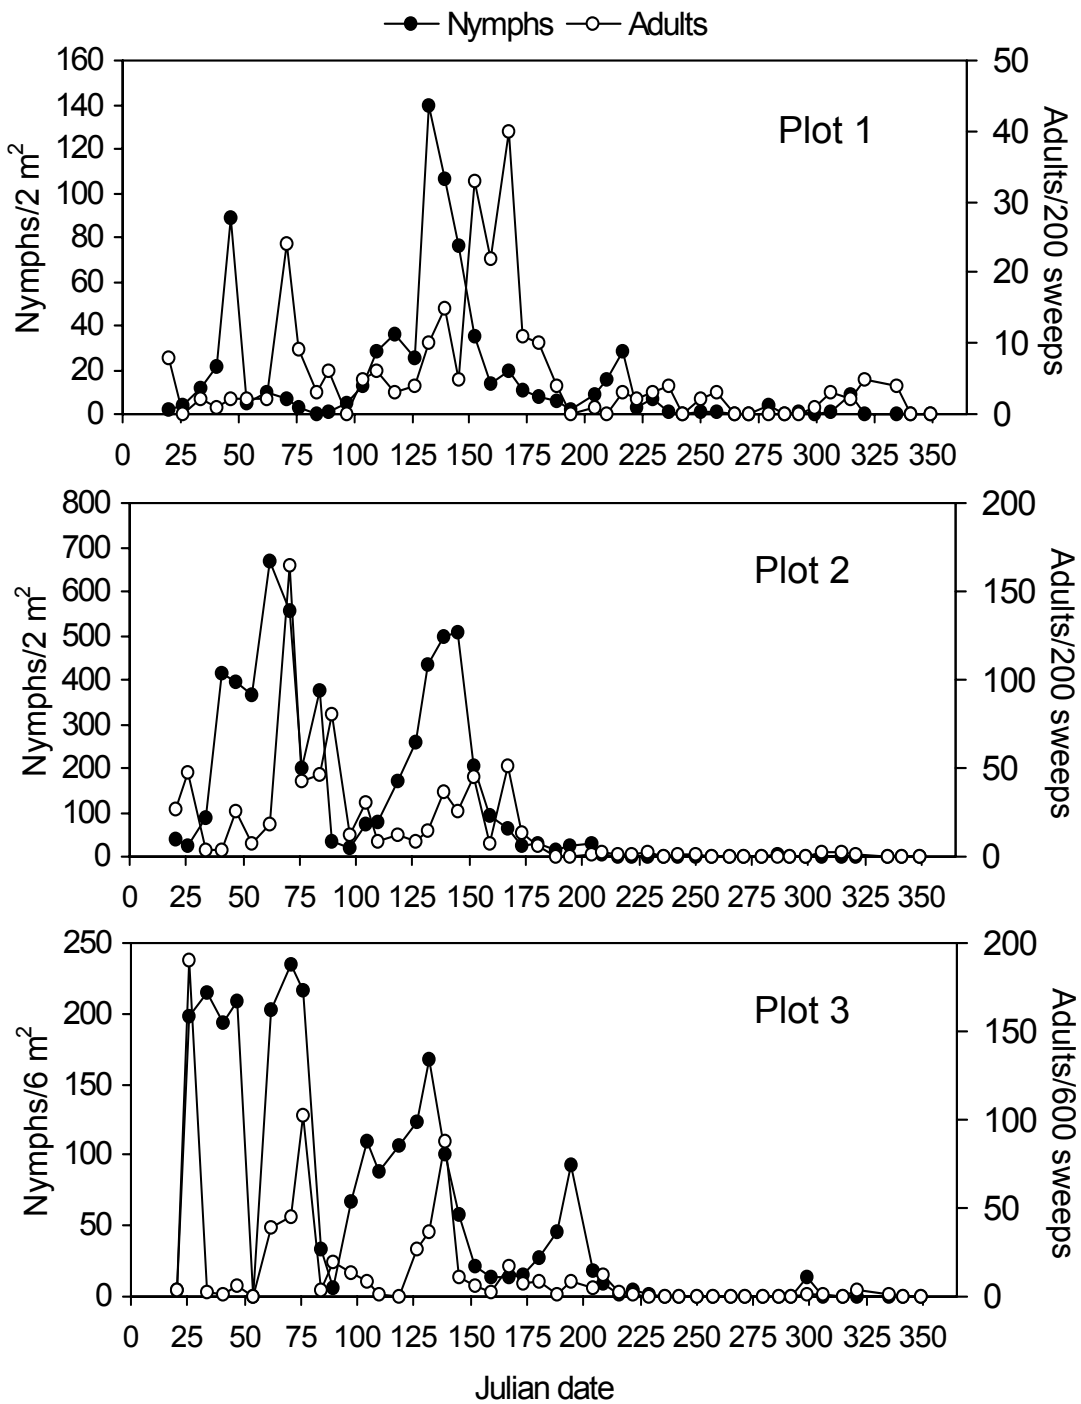 Nymphs Adults
160 50
140
120 40
100 30
80
60 20
40 10
20
0 0
0 25 50 75 100 125 150 175 200 225 250 275 300 325 350
Nymphs/2 m²
Adults/200 sweeps
Plot 1
800 200
700
600 150
500
400 100
300
200 50
100
0 0
0 25 50 75 100 125 150 175 200 225 250 275 300 325 350
Nymphs/2 m²
Adults/200 sweeps
Plot 2
250 200
200 150
150
100 100
50 50
0 0
0 25 50 75 100 125 150 175 200 225 250 275 300 325 350
Nymphs/6 m²
Adults/600 sweeps
Plot 3
Julian date